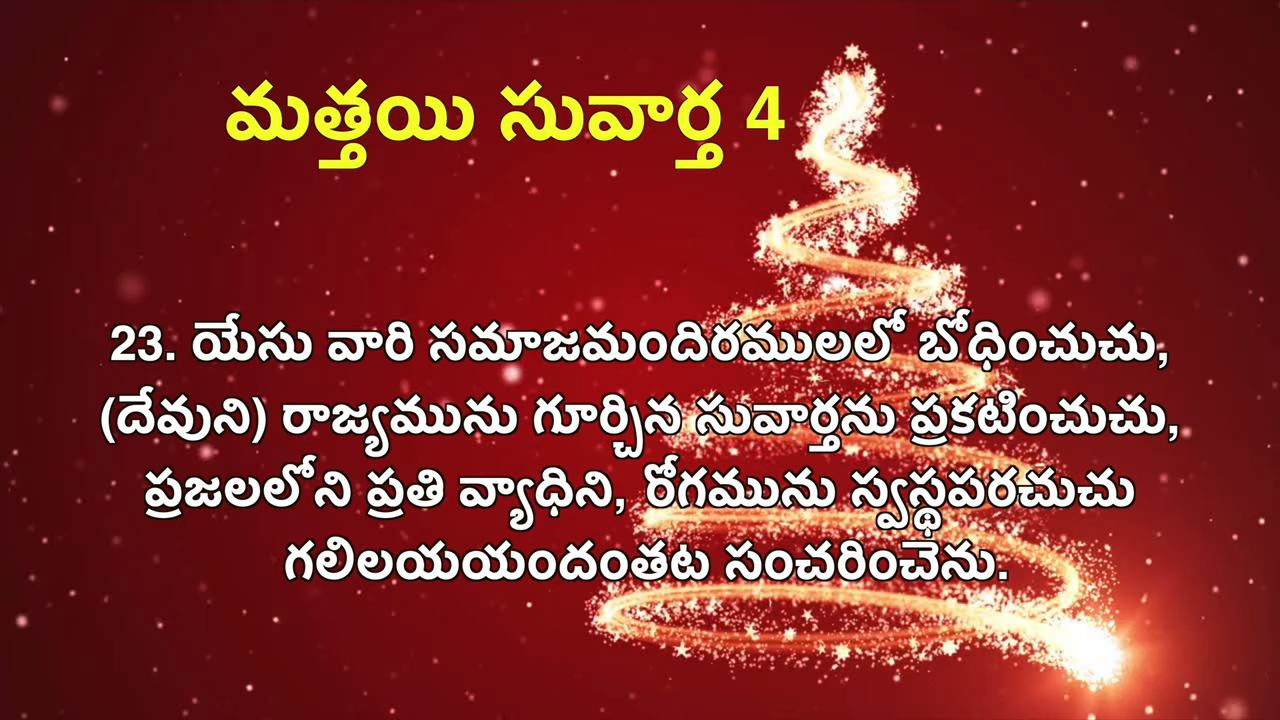 మత్తయి సువార్త 4
23. యేసు వారి సమాజమందిరములలో బోధించుచు,
(దేవుని) రాజ్యమును గూర్చిన సువార్తను ప్రకటించుచు,
ప్రజలలోని ప్రతి వ్యాధిని, రోగమును స్వస్థపరచుచు
గలిలయయందంతట సంచరించెను.